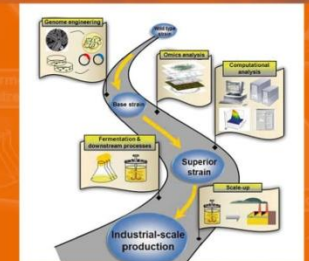 Wild type
strain
Genome engineering
Omics analysis
Computational
analysis
Base strain
Fermentation &
downstream processes
Superior
strain
Scale-up
Industrial-scale
production